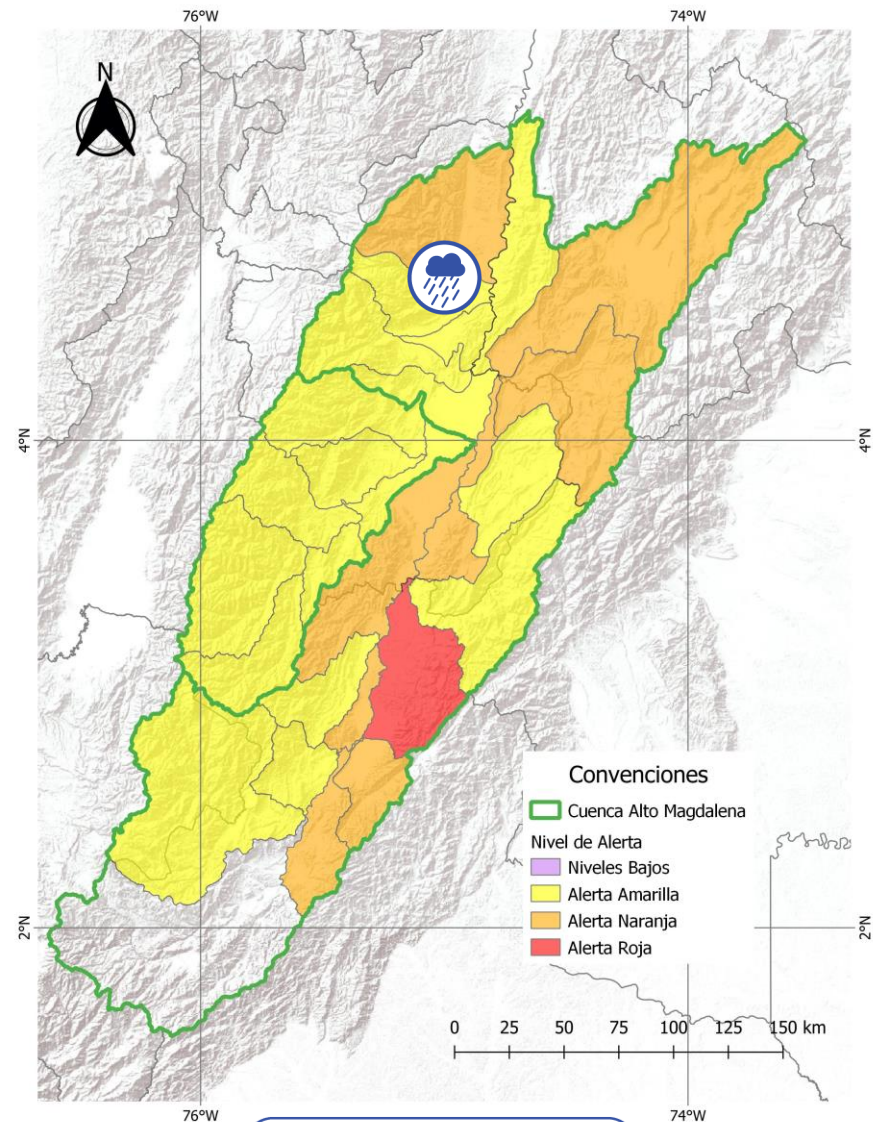 76°W 74°W
N
4°N 4°N
Convenciones
Cuenca Alto Magdalena
Nivel de Alerta
Niveles Bajos
Alerta Amarilla
Alerta Naranja
Alerta Roja
2°N 2°N
0 25 50 75 100 125 150 km
76°W 74°W